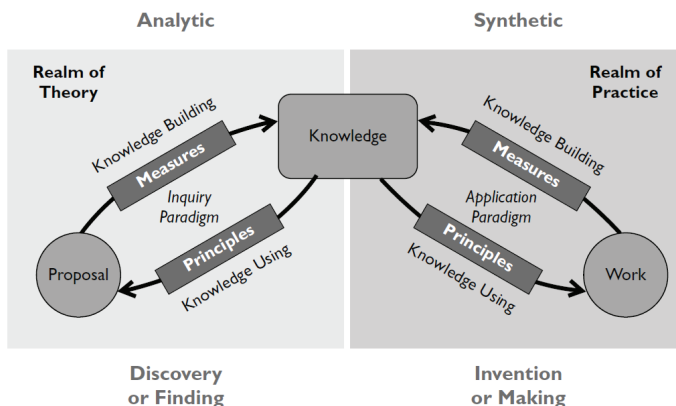 Analytic
Synthetic
Realm of
Theory
Realm of
Practice
Knowledge Building
Measures
Inquiry
Paradigm
Principles
Knowledge Using
Proposal
Knowledge
Knowledge Building
Measures
Application
Paradigm
Principles
Knowledge Using
Work
Discovery
or Finding
Invention
or Making